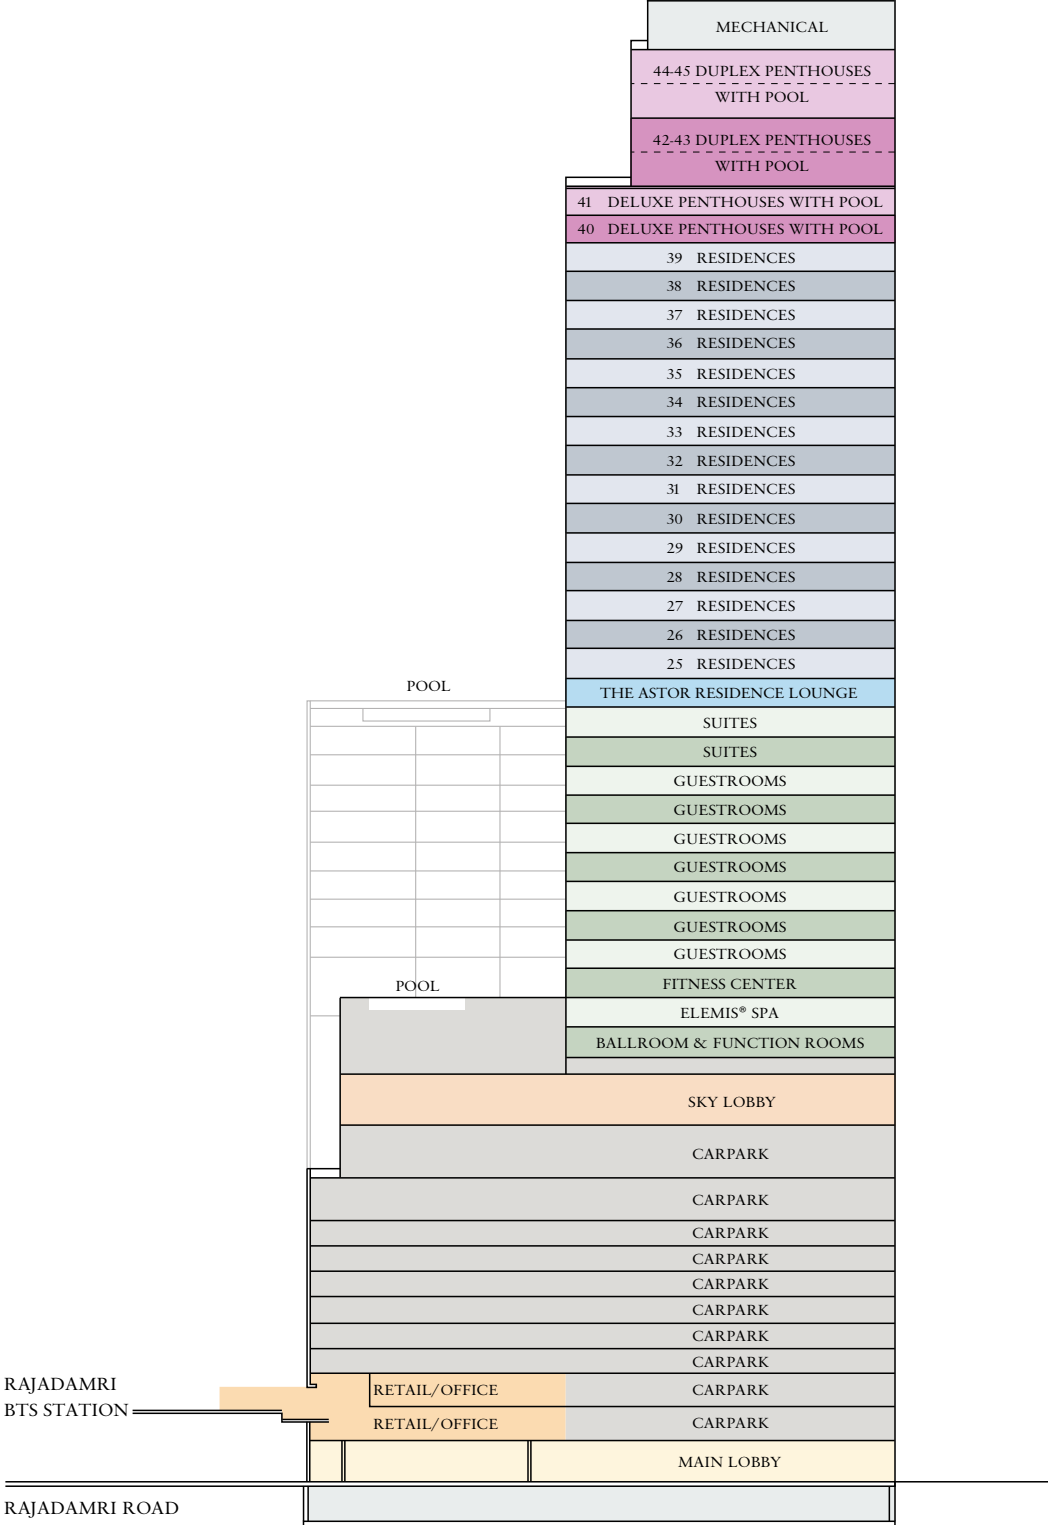 MECHANICAL
44-45 DUPLEX PENTHOUSES
WITH POOL
42-43 DUPLEX PENTHOUSES
WITH POOL
41 DELUXE PENTHOUSES WITH POOL
40 DELUXE PENTHOUSES WITH POOL
39 RESIDENCES
38 RESIDENCES
37 RESIDENCES
36 RESIDENCES
35 RESIDENCES
34 RESIDENCES
33 RESIDENCES
32 RESIDENCES
31 RESIDENCES
30 RESIDENCES
29 RESIDENCES
28 RESIDENCES
27 RESIDENCES
26 RESIDENCES
25 RESIDENCES
POOL
THE ASTOR RESIDENCE LOUNGE
SUITES
SUITES
GUESTROOMS
GUESTROOMS
GUESTROOMS
GUESTROOMS
GUESTROOMS
GUESTROOMS
GUESTROOMS
POOL
FITNESS CENTER
ELEMIS® SPA
BALLROOM & FUNCTION ROOMS
SKY LOBBY
CARPARK
CARPARK
CARPARK
CARPARK
CARPARK
CARPARK
CARPARK
CARPARK
RAJADAMRI
BTS STATION
RETAIL/OFFICE
CARPARK
RETAIL/OFFICE
CARPARK
MAIN LOBBY
RAJADAMRI ROAD